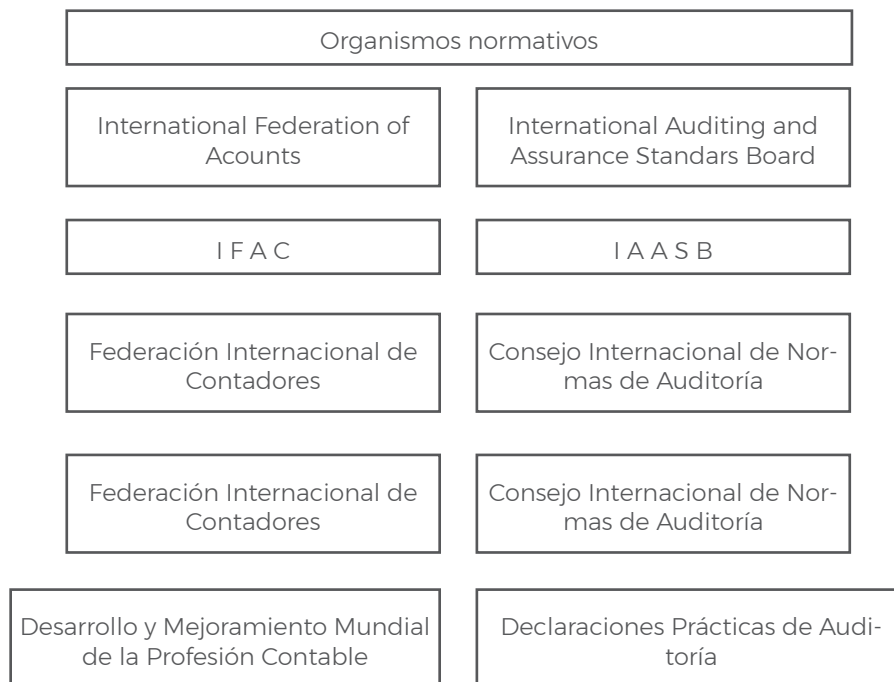 Organismos normativos
International Federation of
Acounts
International Auditing and
Assurance Standars Board
I F A C
I A A S B
Federación Internacional de
Contadores
Consejo Internacional de Nor-
mas de Auditoría
Federación Internacional de
Contadores
Consejo Internacional de Nor-
mas de Auditoría
Desarrollo y Mejoramiento Mundial
de la Profesión Contable
Declaraciones Prácticas de Audi-
toría